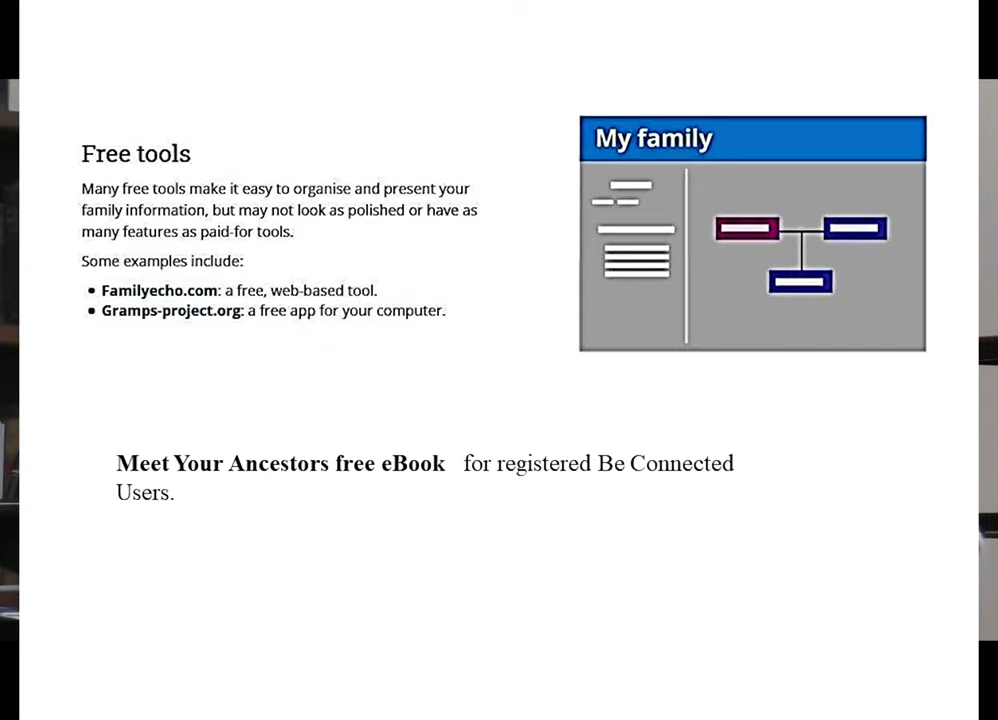 Free tools
Many free tools make it easy to organise and present your
family information, but may not look as polished or have as
many features as paid-for tools.
Some examples include:
• Familyecho.com: a free, web-based tool.
• Gramps-project.org: a free app for your computer.
My family
Meet Your Ancestors free eBook for registered Be Connected
Users.